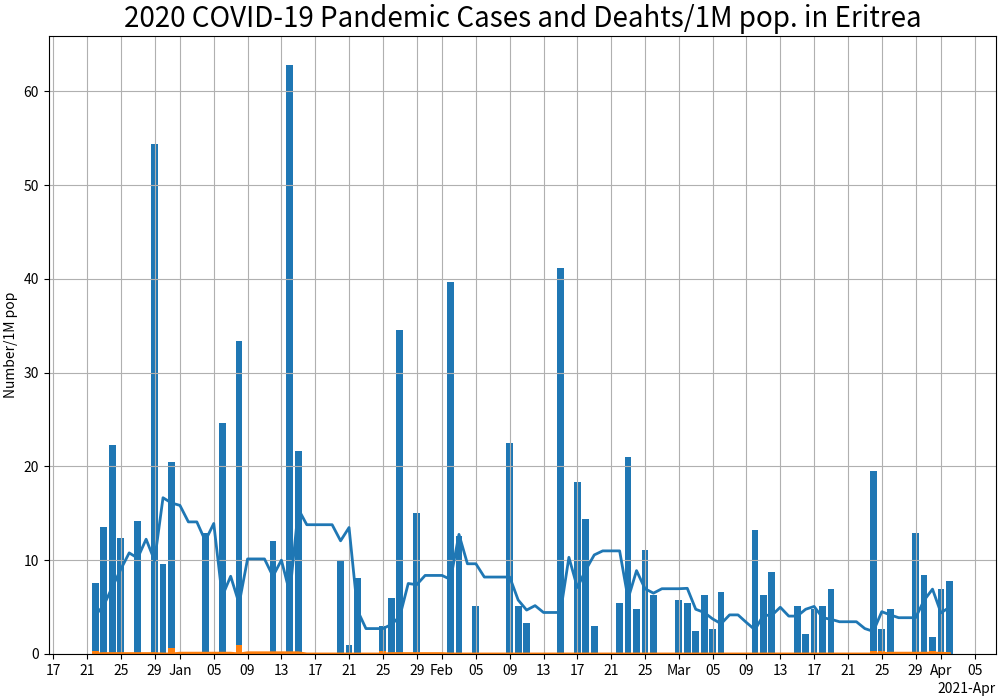 2020 COVID-19 Pandemic Cases and Deahts/1M pop. in Eritrea
Number/1M pop
60
50
40
30
20
10
0
17 21 25 29 Jan 05 09 13 17 21 25 29 Feb 05 09 13 17 21 25 Mar 05 09 13 17 21 25 29 Apr 05
2021-Apr